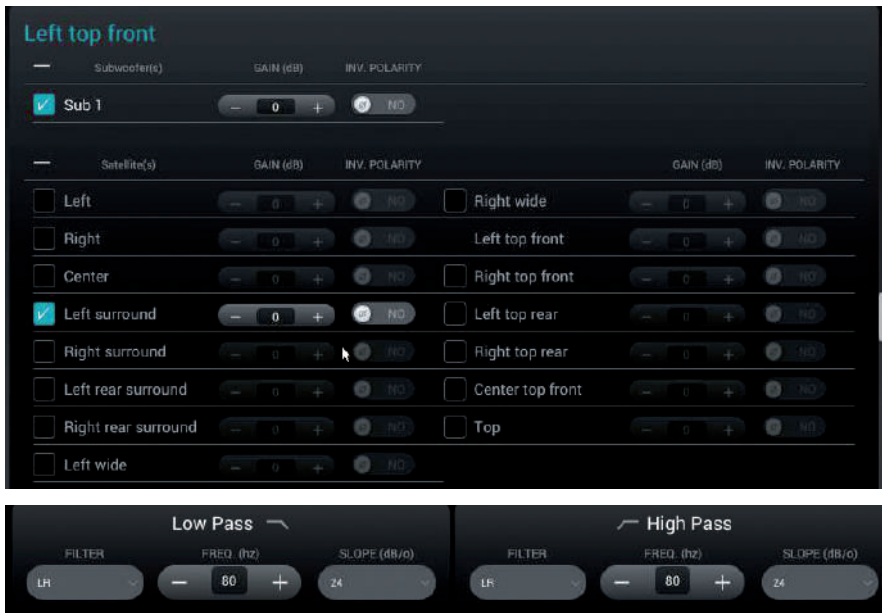 Left top front
Subwoofer(s) GAIN (dB) INV. POLARITY
Sub 1 0 NO
Satellite(s) GAIN (dB) INV. POLARITY GAIN (dB) INV. POLARITY
Left 0 NO Right wide 0 NO
Right 0 NO Left top front 0 NO
Center 0 NO Right top front 0 NO
Left surround 0 NO Left top rear 0 NO
Right surround 0 NO Right top rear 0 NO
Left rear surround 0 NO Center top front 0 NO
Right rear surround 0 NO Top 0 NO
Left wide 0 NO
Low Pass High Pass
FILTER FREQ. (hz) SLOPE (dB/o) FILTER FREQ. (hz) SLOPE (dB/o)
LR − 80 + 24 LR − 80 + 24